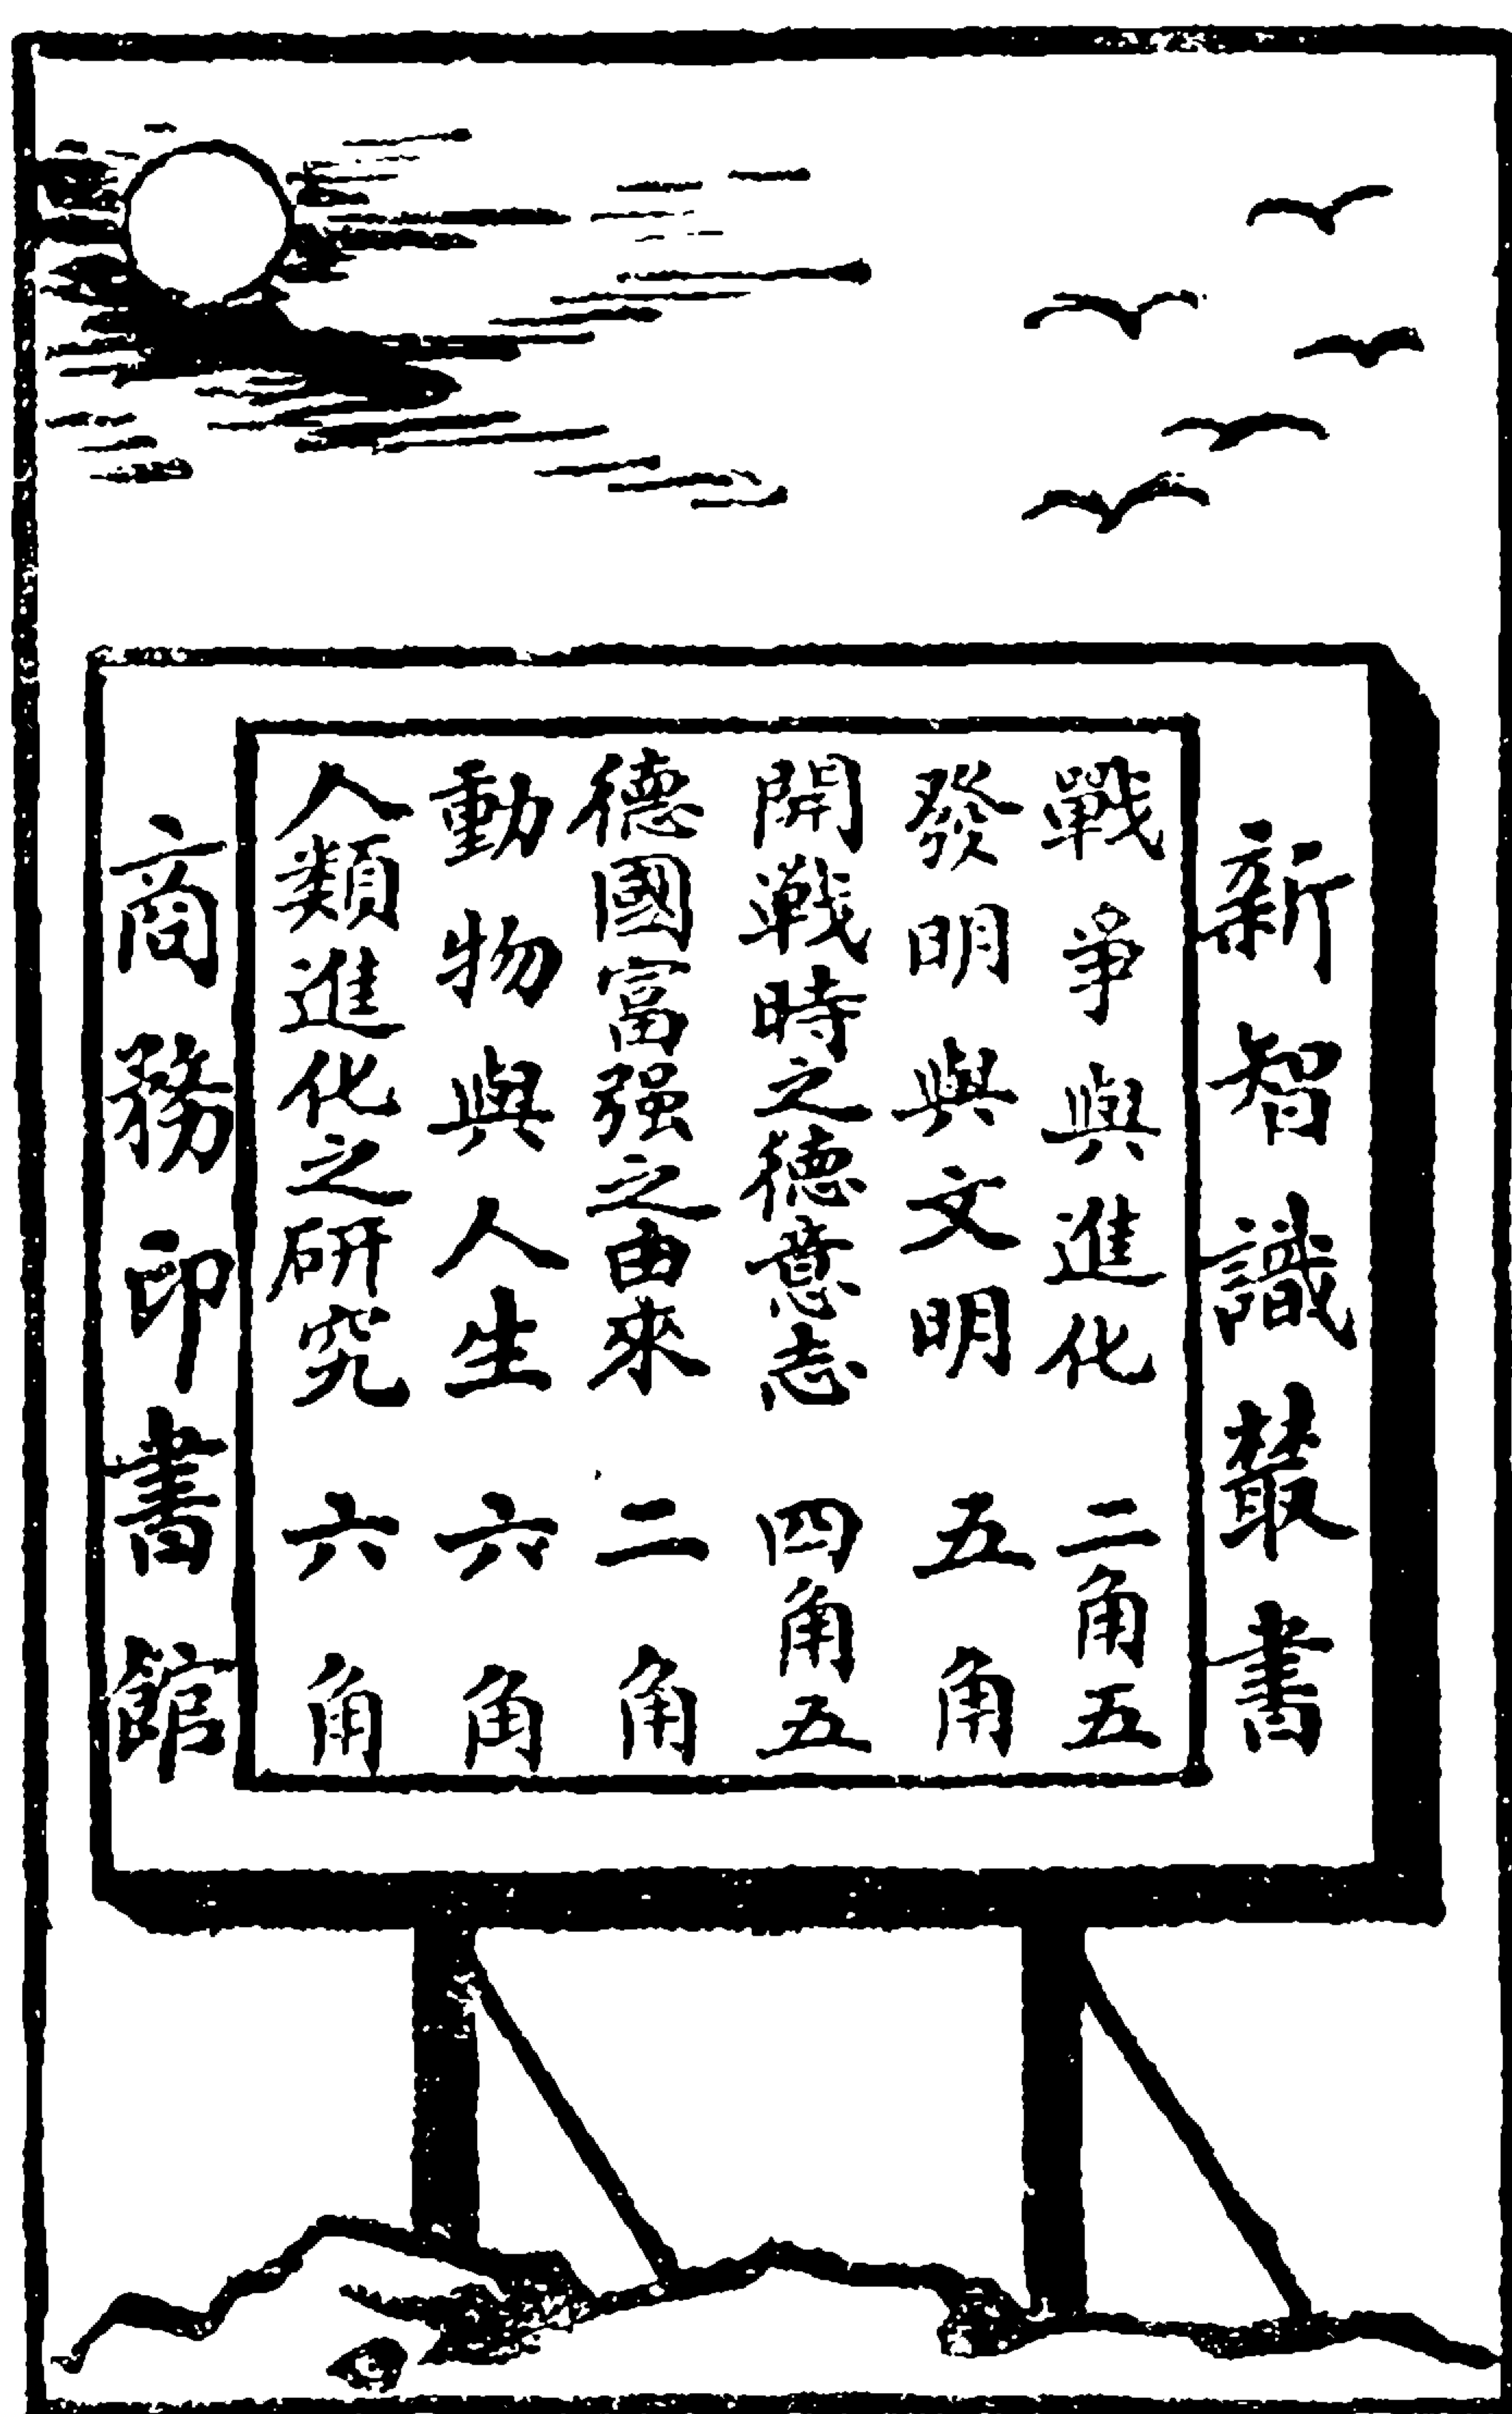 新智識叢書
戰爭與進化 二角五
發明與文明 五角
開戰時之德意志 四角五
德國富强之由來 二角
動物與人生 六角
人類進化之研究 六角
商務印書館